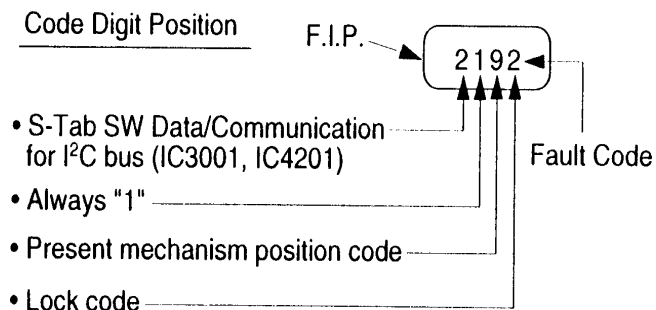 Code Digit Position
F.I.P.
2192
• S-Tab SW Data/Communication
for I²C bus (IC3001, IC4201)
Fault Code
• Always "1"
• Present mechanism position code
• Lock code